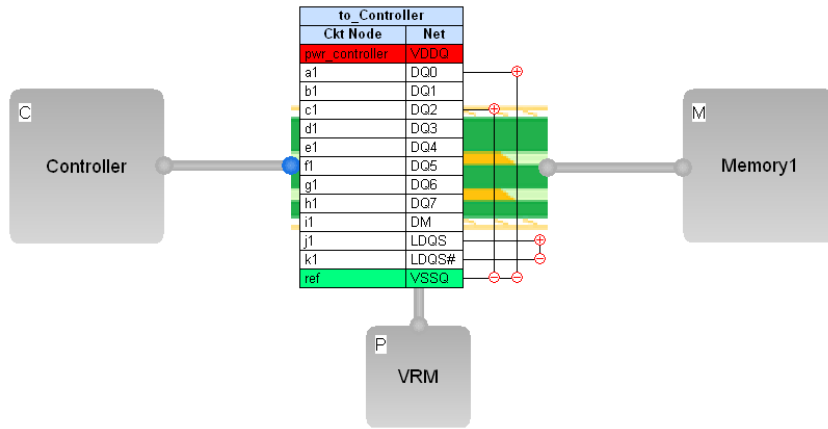 to_Controller
Ckt Node Net
pwr_controller VDDQ
a1 DQ0
b1 DQ1
c1 DQ2
d1 DQ3
e1 DQ4
f1 DQ5
g1 DQ6
h1 DQ7
i1 DM
j1 LDQS
k1 LDQS#
ref VSSQ
C
Controller
M
Memory1
P
VRM